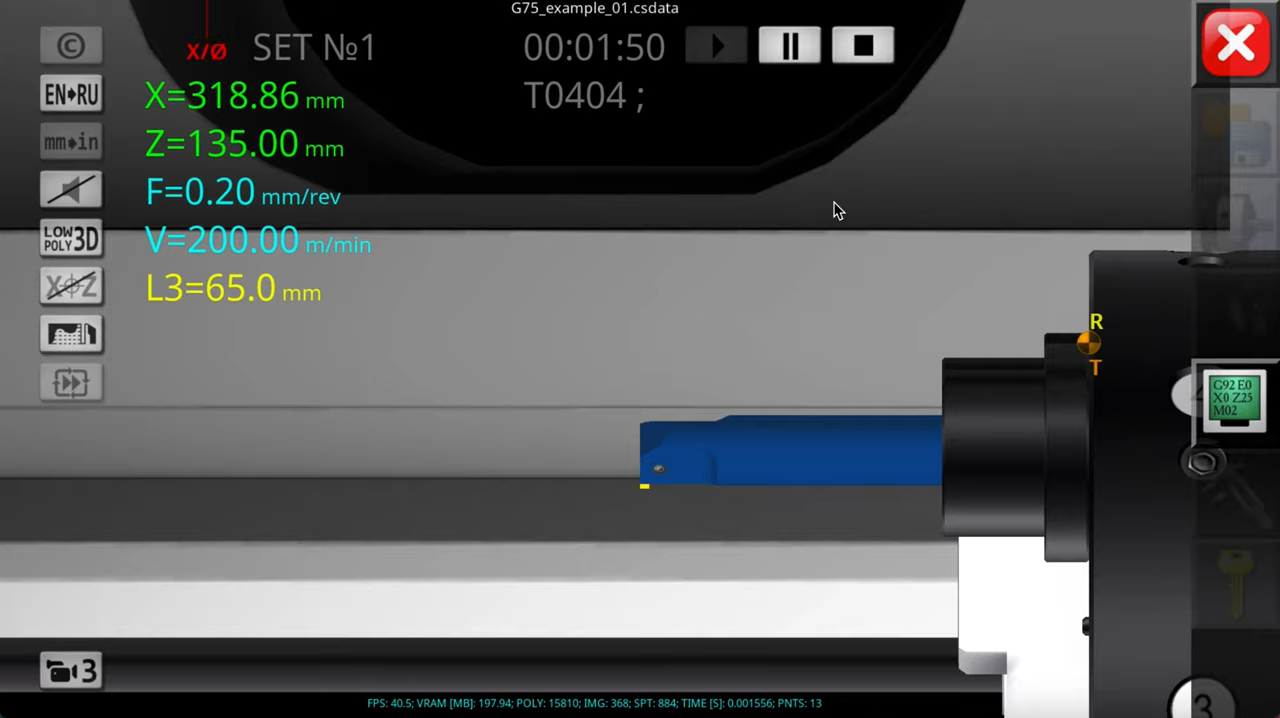 G75_example_01.csdata
©
X/Ø SET №1 00:01:50
EN▸RU X=318.86 mm T0404 ;
mm▸in Z=135.00 mm
F=0.20 mm/rev
LOW POLY 3D V=200.00 m/min
X Z L3=65.0 mm
R
T
G92 E0
X0 Z25
M02
3
3
FPS: 40.5; VRAM [MB]: 197.94; POLY: 15810; IMG: 368; SPT: 884; TIME [S]: 0.001556; PNTS: 13